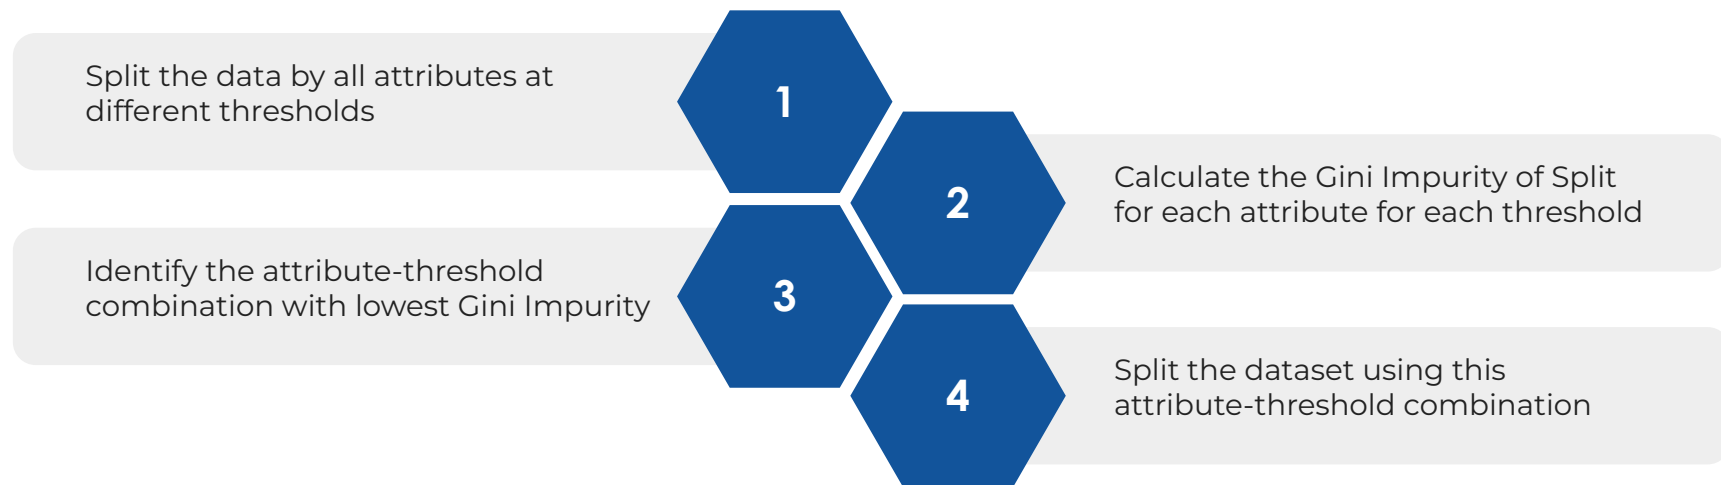 1
Split the data by all attributes at
different thresholds
2
Calculate the Gini Impurity of Split
for each attribute for each threshold
3
Identify the attribute-threshold
combination with lowest Gini Impurity
4
Split the dataset using this
attribute-threshold combination